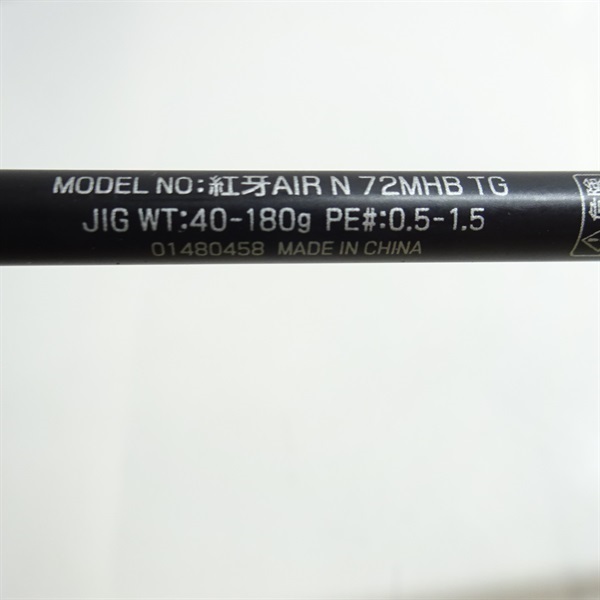 MODEL NO:紅牙AIR N 72MHB TG
JIG WT:40-180g PE#:0.5-1.5
01480458 MADE IN CHINA